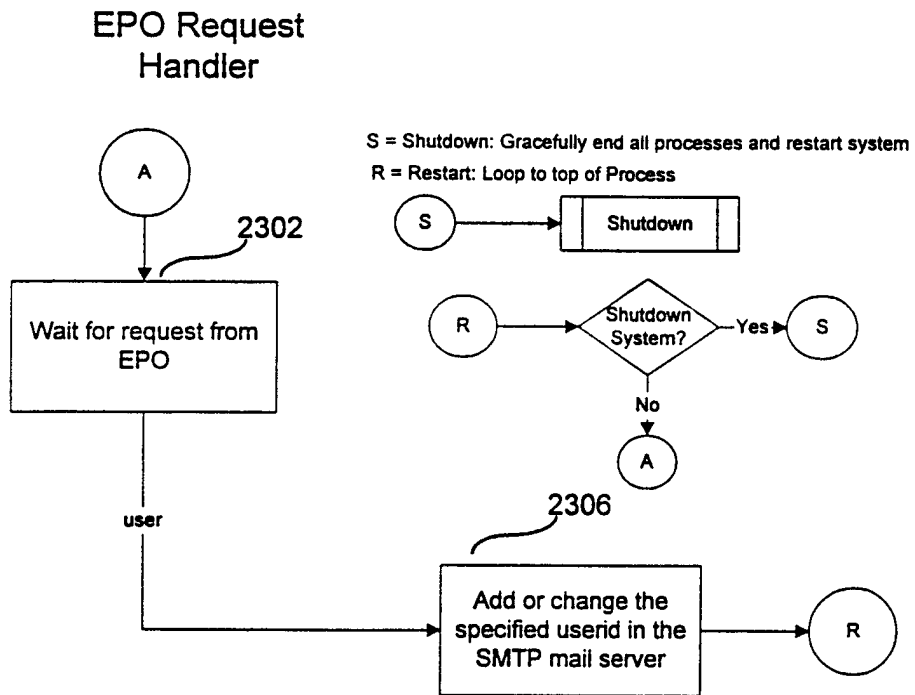 EPO Request
Handler
A
S = Shutdown: Gracefully end all processes and restart system
R = Restart: Loop to top of Process
2302
S
Shutdown
Wait for request from
EPO
R
Shutdown
System?
Yes
S
No
A
user
2306
Add or change the
specified userid in the
SMTP mail server
R